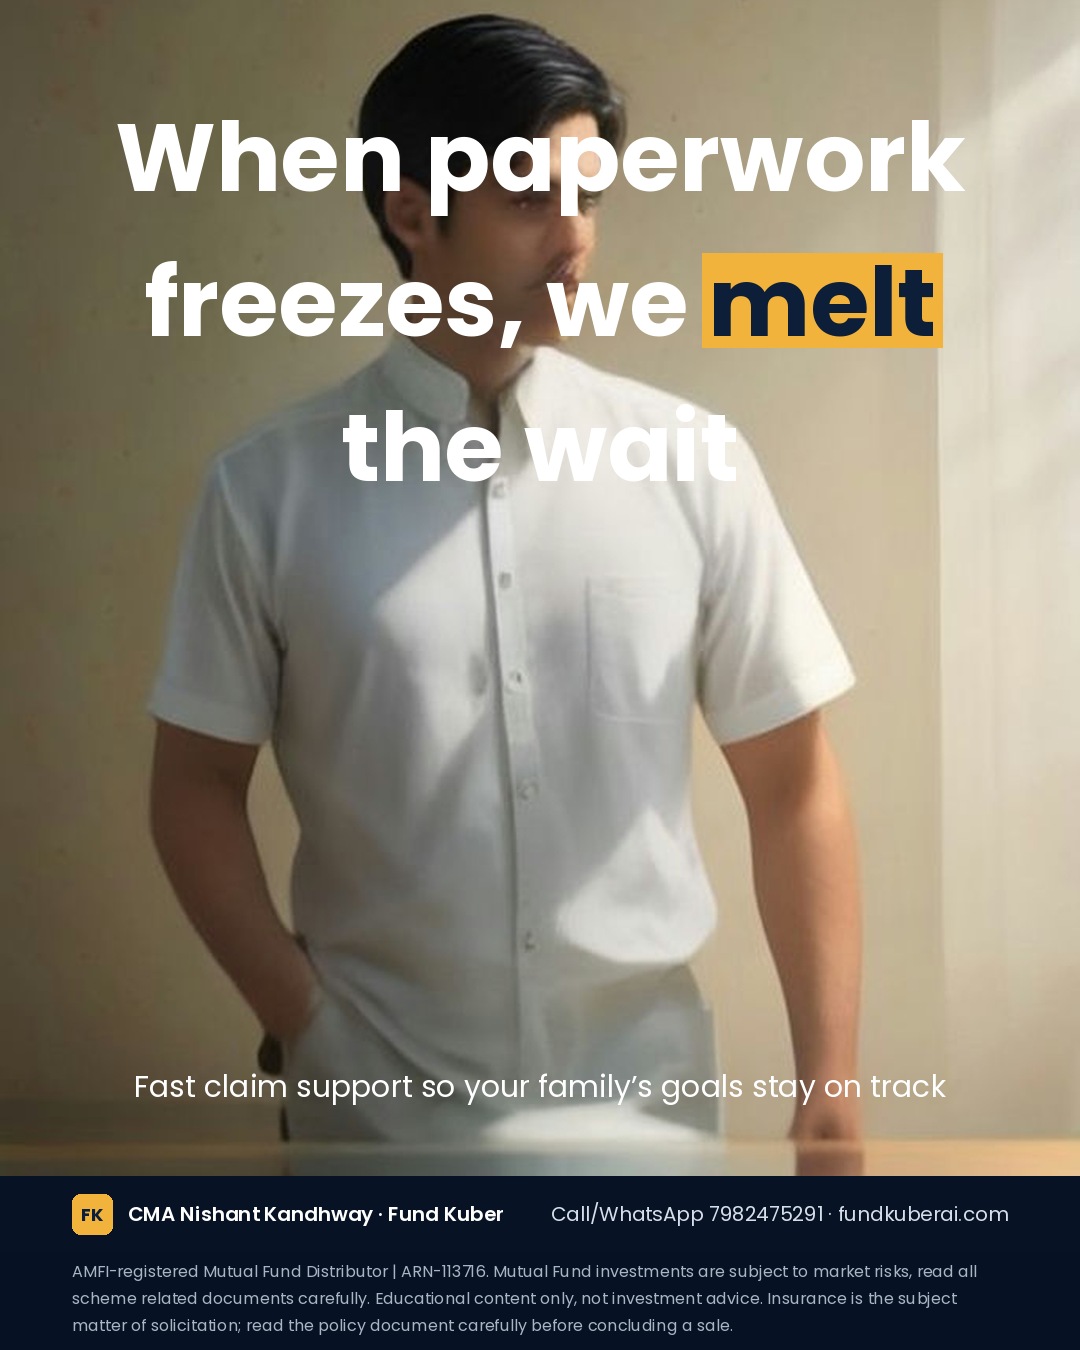 When paperwork
freezes, we melt
the wait
Fast claim support so your family’s goals stay on track
FK CMA Nishant Kandhway · Fund Kuber Call/WhatsApp 7982475291 · fundkuberai.com
AMFI-registered Mutual Fund Distributor | ARN-113716. Mutual Fund investments are subject to market risks, read all
scheme related documents carefully. Educational content only, not investment advice. Insurance is the subject
matter of solicitation; read the policy document carefully before concluding a sale.